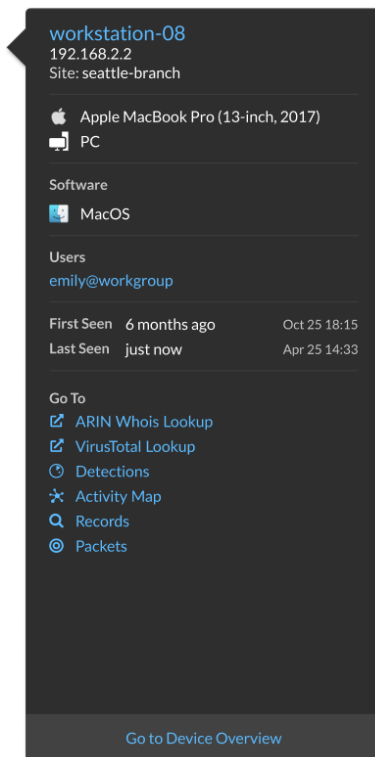 workstation-08
192.168.2.2
Site: seattle-branch
Apple MacBook Pro (13-inch, 2017)
PC
Software
MacOS
Users
emily@workgroup
First Seen 6 months ago Oct 25 18:15
Last Seen just now Apr 25 14:33
Go To
ARIN Whois Lookup
VirusTotal Lookup
Detections
Activity Map
Records
Packets
Go to Device Overview